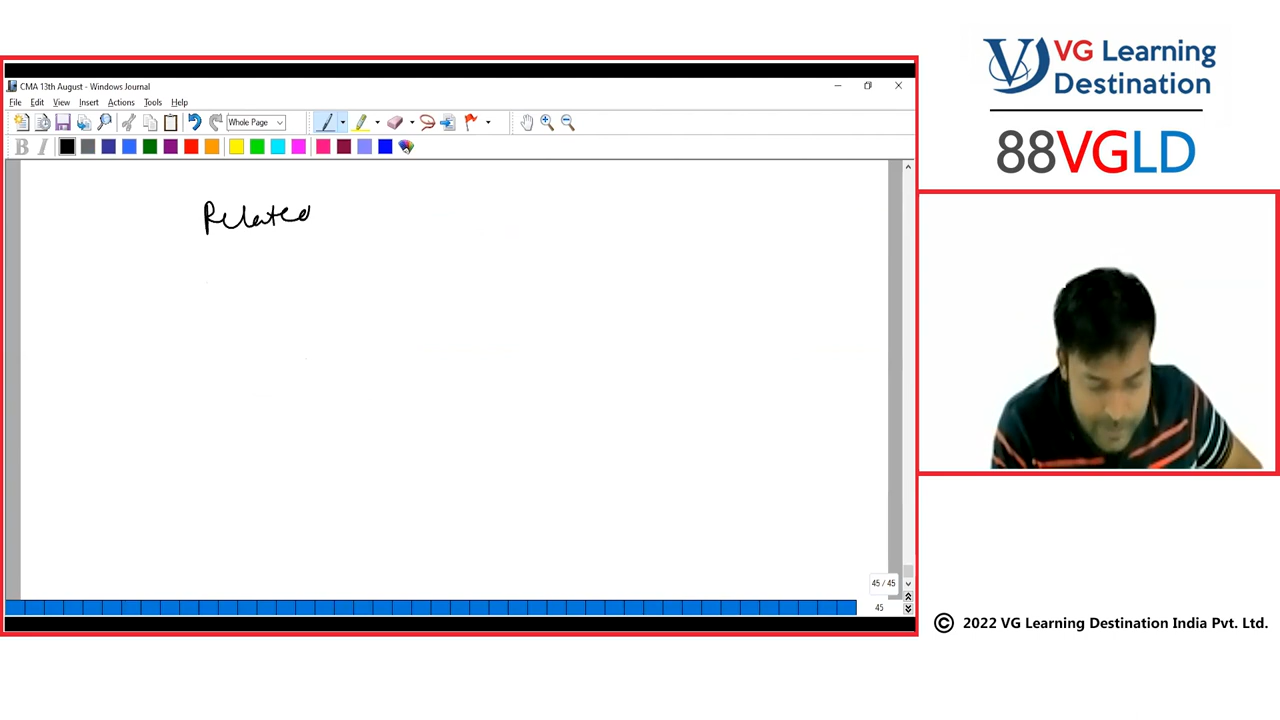 VG Learning
Destination
88VGLD
CMA 13th August - Windows Journal
File Edit View Insert Actions Tools Help
Whole Page
B I
Related
45 / 45
45
© 2022 VG Learning Destination India Pvt. Ltd.